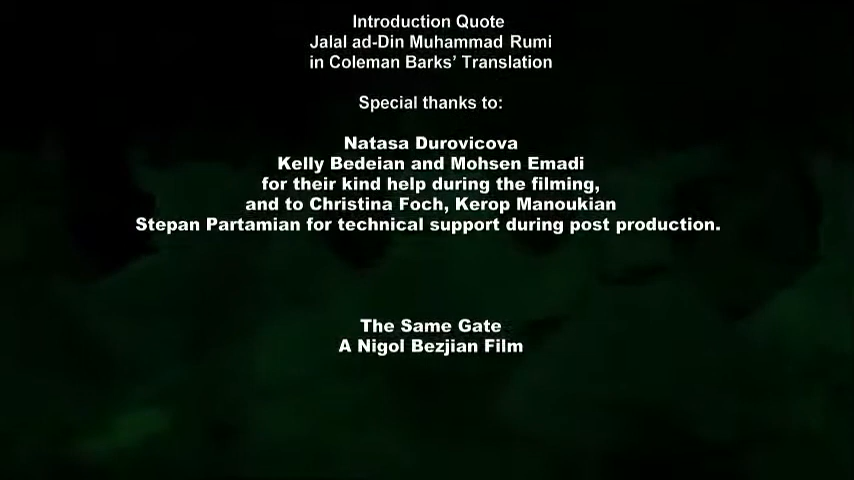 Introduction Quote
Jalal ad-Din Muhammad Rumi
in Coleman Barks’ Translation
Special thanks to:
Natasa Durovicova
Kelly Bedeian and Mohsen Emadi
for their kind help during the filming,
and to Christina Foch, Kerop Manoukian
Stepan Partamian for technical support during post production.
The Same Gate
A Nigol Bezjian Film